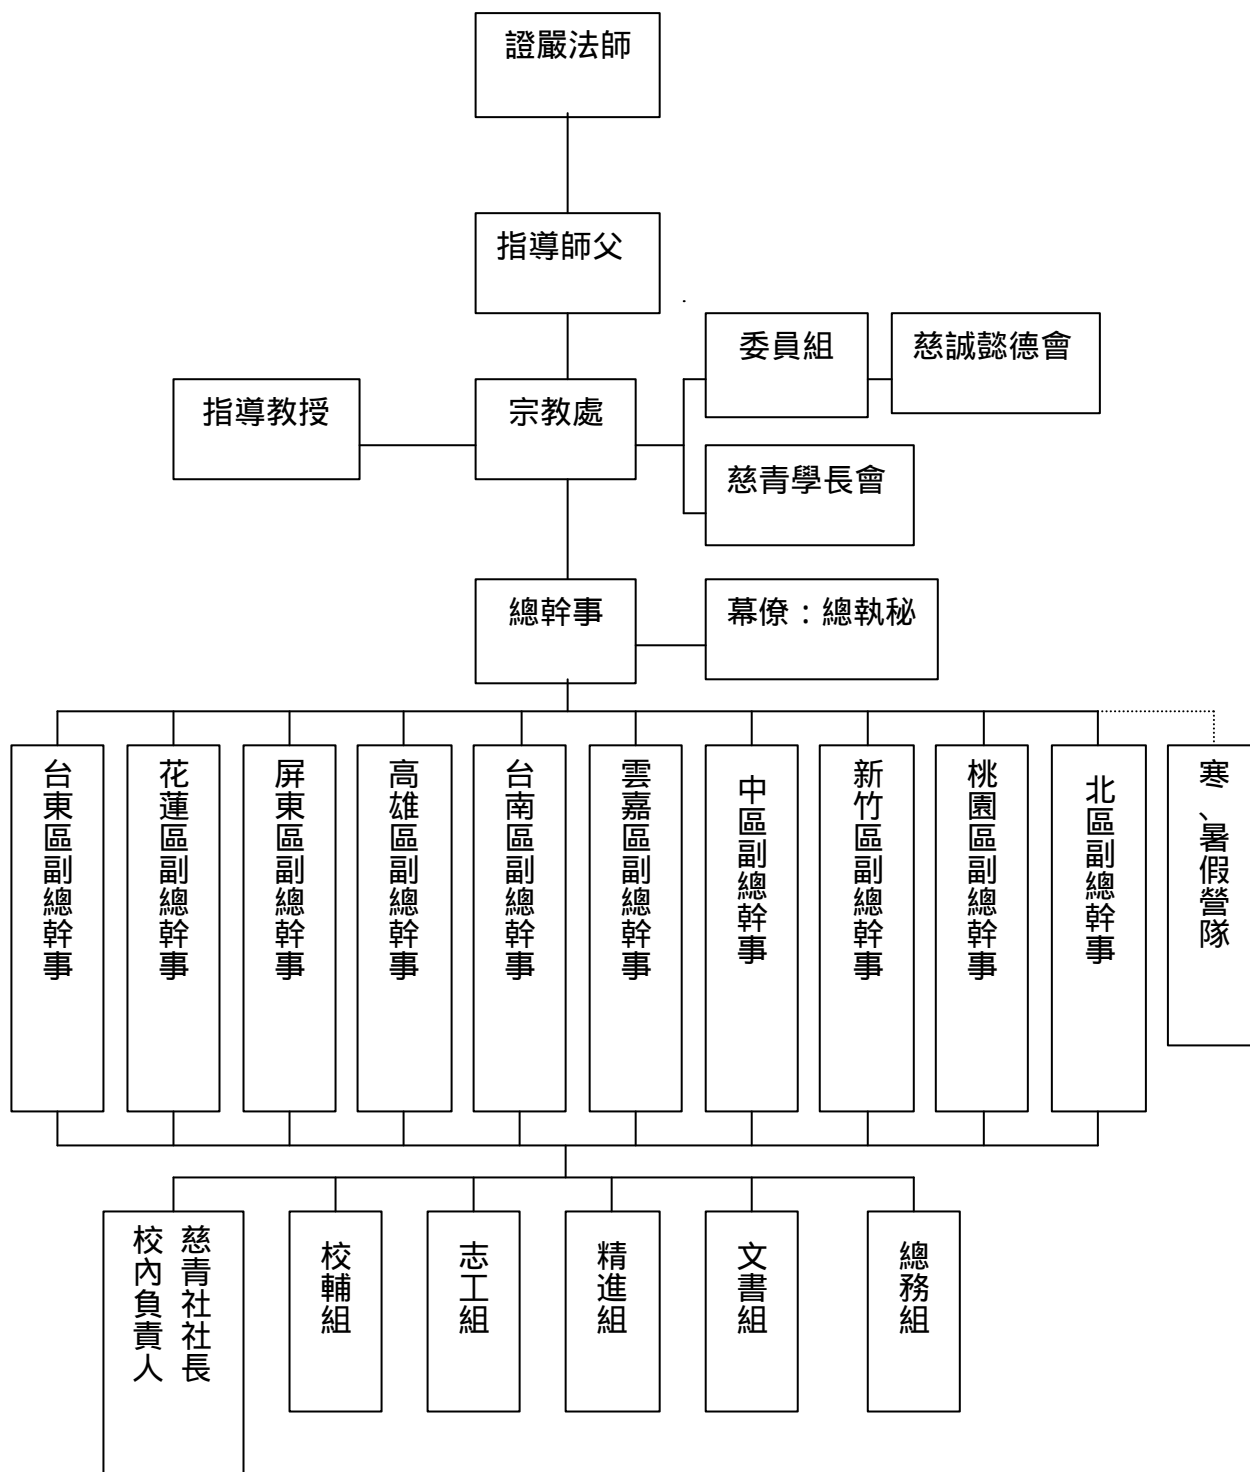 證嚴法師
指導師父
委員組
慈誠懿德會
指導教授
宗教處
慈青學長會
總幹事
幕僚：總執秘
台東區副總幹事
花蓮區副總幹事
屏東區副總幹事
高雄區副總幹事
台南區副總幹事
雲嘉區副總幹事
中區副總幹事
新竹區副總幹事
桃園區副總幹事
北區副總幹事
寒、暑假營隊
慈青社社長
校內負責人
校輔組
志工組
精進組
文書組
總務組